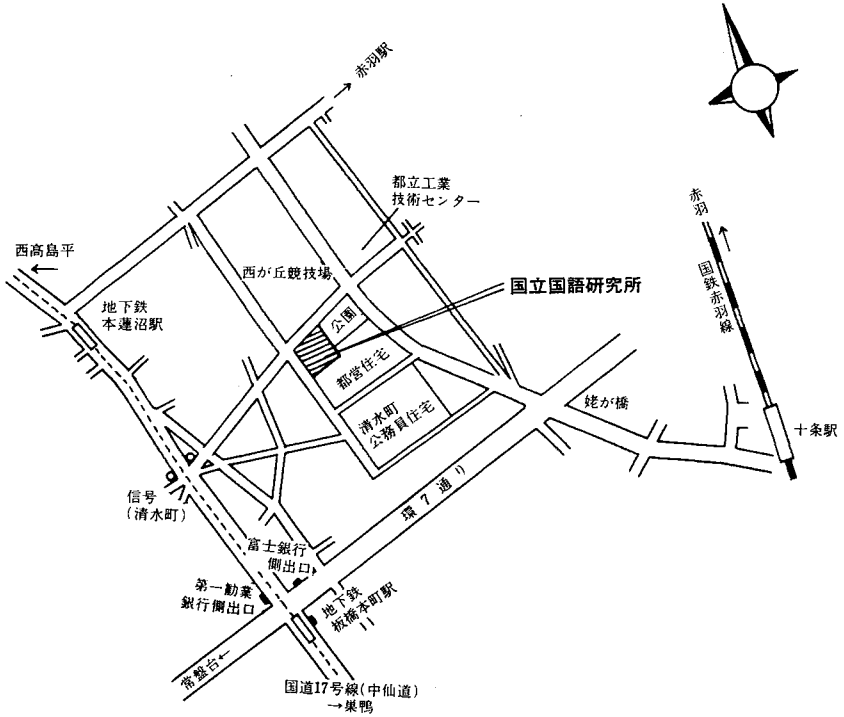 赤羽駅
都立工業
技術センター
西高島平
西が丘競技場
国立国語研究所
赤羽
国鉄赤羽線
地下鉄
本蓮沼駅
公園
都営住宅
清水町
公務員住宅
姥が橋
十条駅
信号
(清水町)
環7通り
富士銀行
側出口
第一勧業
銀行側出口
地下鉄
板橋本町駅
常盤台←
国道17号線(中仙道)
→巣鴨